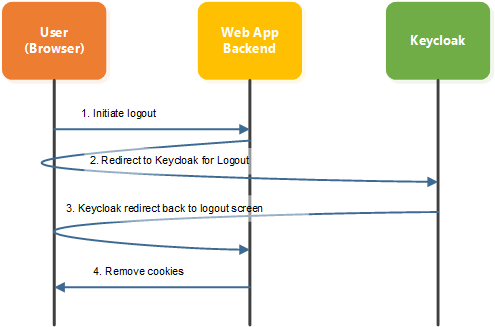 User
(Browser)
Web App
Backend
Keycloak
1. Initiate logout
2. Redirect to Keycloak for Logout
3. Keycloak redirect back to logout screen
4. Remove cookies